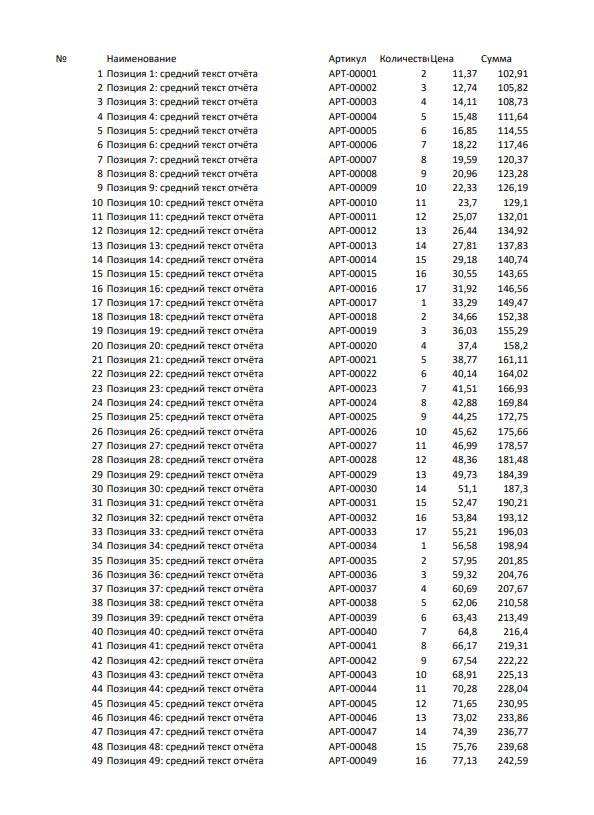 № Наименование Артикул Количество Цена Сумма
1 Позиция 1: средний текст отчёта АРТ-00001 2 11,37 102,91
2 Позиция 2: средний текст отчёта АРТ-00002 3 12,74 105,82
3 Позиция 3: средний текст отчёта АРТ-00003 4 14,11 108,73
4 Позиция 4: средний текст отчёта АРТ-00004 5 15,48 111,64
5 Позиция 5: средний текст отчёта АРТ-00005 6 16,85 114,55
6 Позиция 6: средний текст отчёта АРТ-00006 7 18,22 117,46
7 Позиция 7: средний текст отчёта АРТ-00007 8 19,59 120,37
8 Позиция 8: средний текст отчёта АРТ-00008 9 20,96 123,28
9 Позиция 9: средний текст отчёта АРТ-00009 10 22,33 126,19
10 Позиция 10: средний текст отчёта АРТ-00010 11 23,7 129,1
11 Позиция 11: средний текст отчёта АРТ-00011 12 25,07 132,01
12 Позиция 12: средний текст отчёта АРТ-00012 13 26,44 134,92
13 Позиция 13: средний текст отчёта АРТ-00013 14 27,81 137,83
14 Позиция 14: средний текст отчёта АРТ-00014 15 29,18 140,74
15 Позиция 15: средний текст отчёта АРТ-00015 16 30,55 143,65
16 Позиция 16: средний текст отчёта АРТ-00016 17 31,92 146,56
17 Позиция 17: средний текст отчёта АРТ-00017 1 33,29 149,47
18 Позиция 18: средний текст отчёта АРТ-00018 2 34,66 152,38
19 Позиция 19: средний текст отчёта АРТ-00019 3 36,03 155,29
20 Позиция 20: средний текст отчёта АРТ-00020 4 37,4 158,2
21 Позиция 21: средний текст отчёта АРТ-00021 5 38,77 161,11
22 Позиция 22: средний текст отчёта АРТ-00022 6 40,14 164,02
23 Позиция 23: средний текст отчёта АРТ-00023 7 41,51 166,93
24 Позиция 24: средний текст отчёта АРТ-00024 8 42,88 169,84
25 Позиция 25: средний текст отчёта АРТ-00025 9 44,25 172,75
26 Позиция 26: средний текст отчёта АРТ-00026 10 45,62 175,66
27 Позиция 27: средний текст отчёта АРТ-00027 11 46,99 178,57
28 Позиция 28: средний текст отчёта АРТ-00028 12 48,36 181,48
29 Позиция 29: средний текст отчёта АРТ-00029 13 49,73 184,39
30 Позиция 30: средний текст отчёта АРТ-00030 14 51,1 187,3
31 Позиция 31: средний текст отчёта АРТ-00031 15 52,47 190,21
32 Позиция 32: средний текст отчёта АРТ-00032 16 53,84 193,12
33 Позиция 33: средний текст отчёта АРТ-00033 17 55,21 196,03
34 Позиция 34: средний текст отчёта АРТ-00034 1 56,58 198,94
35 Позиция 35: средний текст отчёта АРТ-00035 2 57,95 201,85
36 Позиция 36: средний текст отчёта АРТ-00036 3 59,32 204,76
37 Позиция 37: средний текст отчёта АРТ-00037 4 60,69 207,67
38 Позиция 38: средний текст отчёта АРТ-00038 5 62,06 210,58
39 Позиция 39: средний текст отчёта АРТ-00039 6 63,43 213,49
40 Позиция 40: средний текст отчёта АРТ-00040 7 64,8 216,4
41 Позиция 41: средний текст отчёта АРТ-00041 8 66,17 219,31
42 Позиция 42: средний текст отчёта АРТ-00042 9 67,54 222,22
43 Позиция 43: средний текст отчёта АРТ-00043 10 68,91 225,13
44 Позиция 44: средний текст отчёта АРТ-00044 11 70,28 228,04
45 Позиция 45: средний текст отчёта АРТ-00045 12 71,65 230,95
46 Позиция 46: средний текст отчёта АРТ-00046 13 73,02 233,86
47 Позиция 47: средний текст отчёта АРТ-00047 14 74,39 236,77
48 Позиция 48: средний текст отчёта АРТ-00048 15 75,76 239,68
49 Позиция 49: средний текст отчёта АРТ-00049 16 77,13 242,59